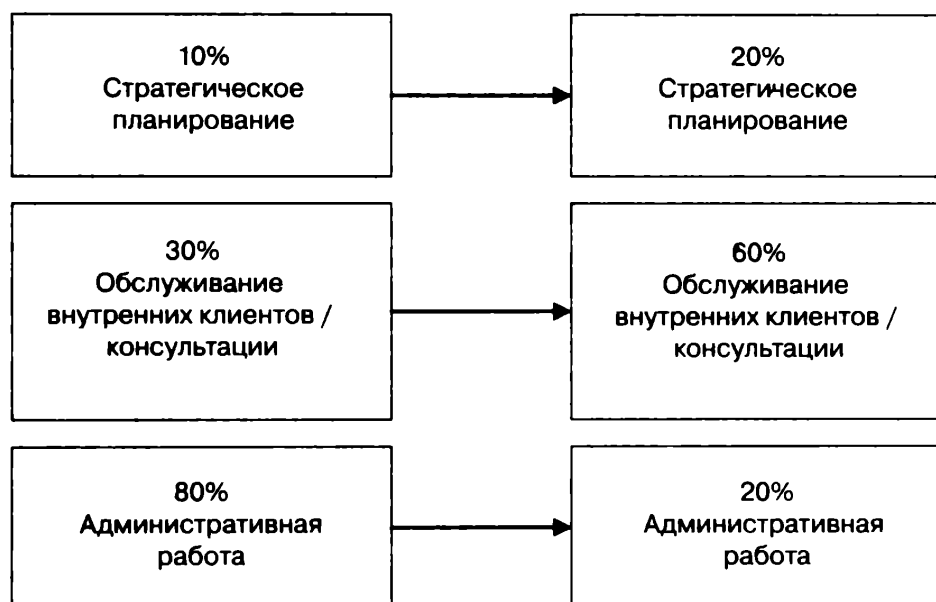 10%
Стратегическое
планирование
20%
Стратегическое
планирование
30%
Обслуживание
внутренних клиентов /
консультации
60%
Обслуживание
внутренних клиентов /
консультации
80%
Административная
работа
20%
Административная
работа